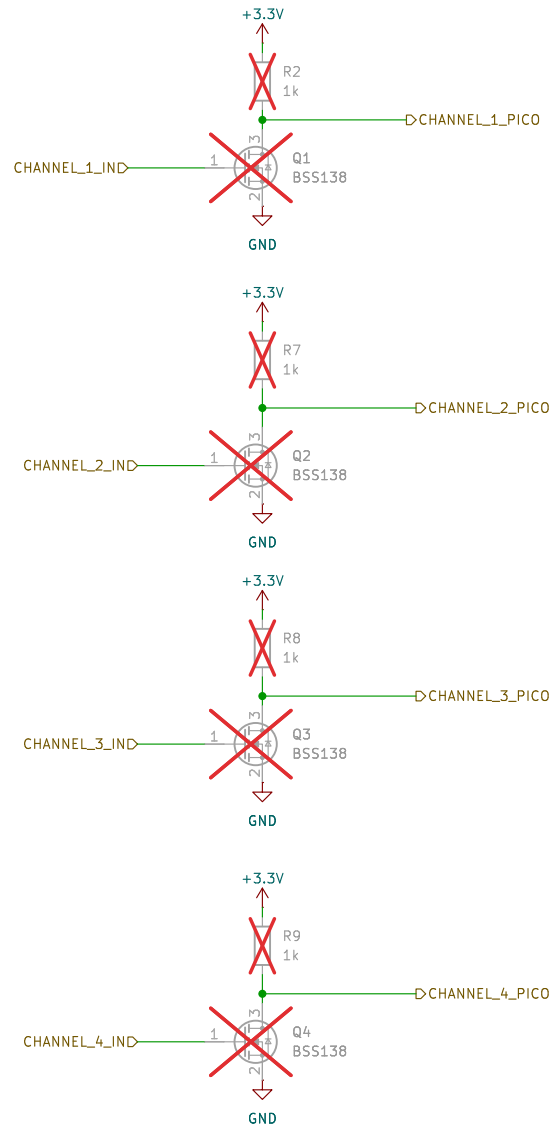 +3.3V
R2
1k
CHANNEL_1_PICO
3
Q1
CHANNEL_1_IN
1
BSS138
2
GND
+3.3V
R7
1k
CHANNEL_2_PICO
3
Q2
CHANNEL_2_IN
1
BSS138
2
GND
+3.3V
R8
1k
CHANNEL_3_PICO
3
Q3
CHANNEL_3_IN
1
BSS138
2
GND
+3.3V
R9
1k
CHANNEL_4_PICO
3
Q4
CHANNEL_4_IN
1
BSS138
2
GND